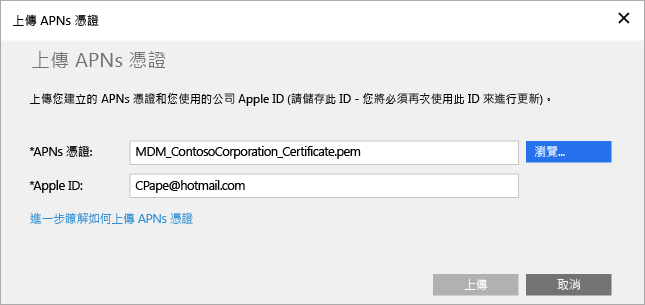 上傳 APNs 憑證
上傳 APNs 憑證
上傳您建立的 APNs 憑證和您使用的公司 Apple ID (請儲存此 ID - 您將必須再次使用此 ID 來進行更新)。
*APNs 憑證: MDM_ContosoCorporation_Certificate.pem 瀏覽...
*Apple ID: CPape@hotmail.com
進一步瞭解如何上傳 APNs 憑證
上傳 取消